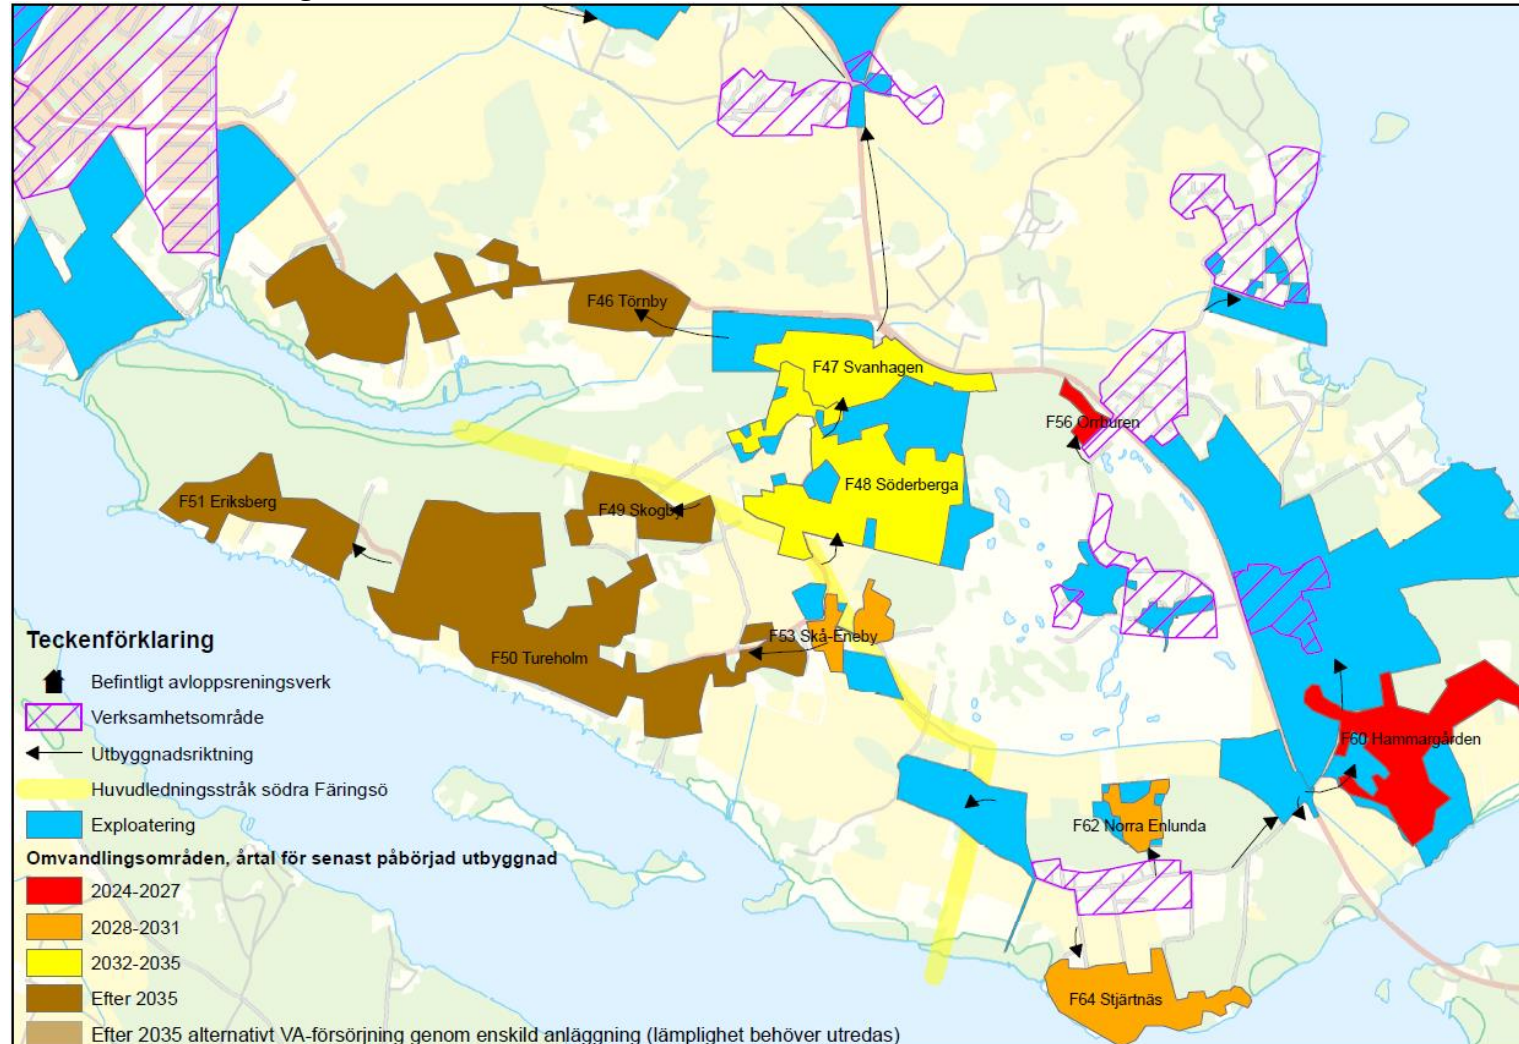 F46 Törnby
F47 Svanhagen
F56 Orrburen
F48 Söderberga
F51 Eriksberg
F49 Skogby
F53 Skå-Eneby
F50 Tureholm
F60 Hammargården
F62 Norra Enlunda
F64 Stjärtnäs
Teckenförklaring
Befintligt avloppsreningsverk
Verksamhetsområde
Utbyggnadsriktning
Huvudledningsstråk södra Färingsö
Exploatering
Omvandlingsområden, årtal för senast påbörjad utbyggnad
2024-2027
2028-2031
2032-2035
Efter 2035
Efter 2035 alternativt VA-försörjning genom enskild anläggning (lämplighet behöver utredas)